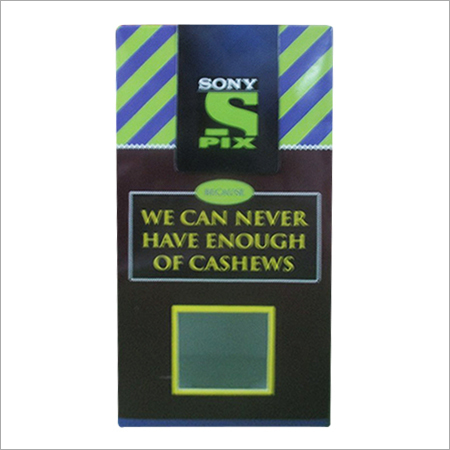 SONY
S
PIX
BECAUSE
WE CAN NEVER
HAVE ENOUGH
OF CASHEWS